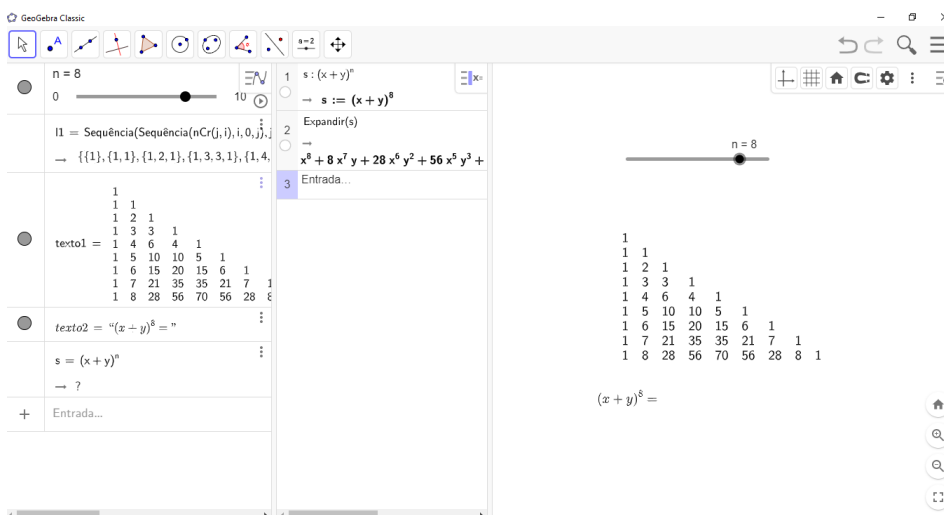 GeoGebra Classic
n = 8
0 10
l1 = Sequência(Sequência(nCr(j, i), i, 0, j), j
→ {{1}, {1, 1}, {1, 2, 1}, {1, 3, 3, 1}, {1, 4,
texto1 =
1
1 1
1 2 1
1 3 3 1
1 4 6 4 1
1 5 10 10 5 1
1 6 15 20 15 6 1
1 7 21 35 35 21 7 1
1 8 28 56 70 56 28 8
texto2 = “(x + y)⁸ = ”
s = (x + y)ⁿ
→ ?
+ Entrada...
1 s : (x + y)ⁿ
→ s := (x + y)⁸
2 Expandir(s)
→
x⁸ + 8 x⁷ y + 28 x⁶ y² + 56 x⁵ y³ +
3 Entrada...
a=2
x=
n = 8
1
1 1
1 2 1
1 3 3 1
1 4 6 4 1
1 5 10 10 5 1
1 6 15 20 15 6 1
1 7 21 35 35 21 7 1
1 8 28 56 70 56 28 8 1
(x + y)⁸ =